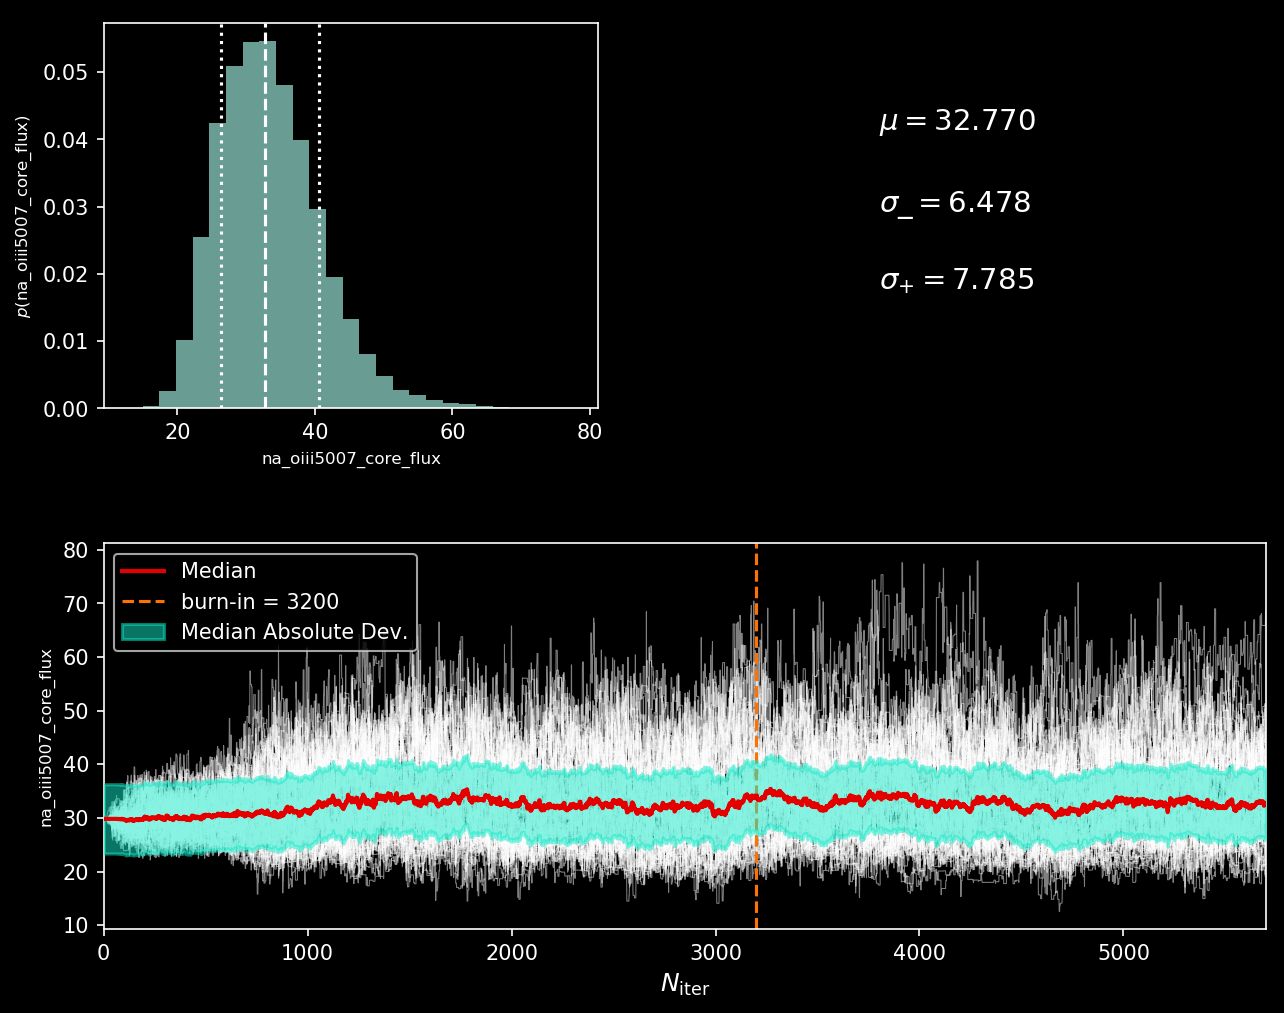 0.05
0.04
0.03
0.02
0.01
0.00
p(na_oiii5007_core_flux)
20 40 60 80
na_oiii5007_core_flux
μ = 32.770
σ_ = 6.478
σ+ = 7.785
80
70
60
50
40
30
20
10
na_oiii5007_core_flux
Median
burn-in = 3200
Median Absolute Dev.
0 1000 2000 3000 4000 5000
Niter